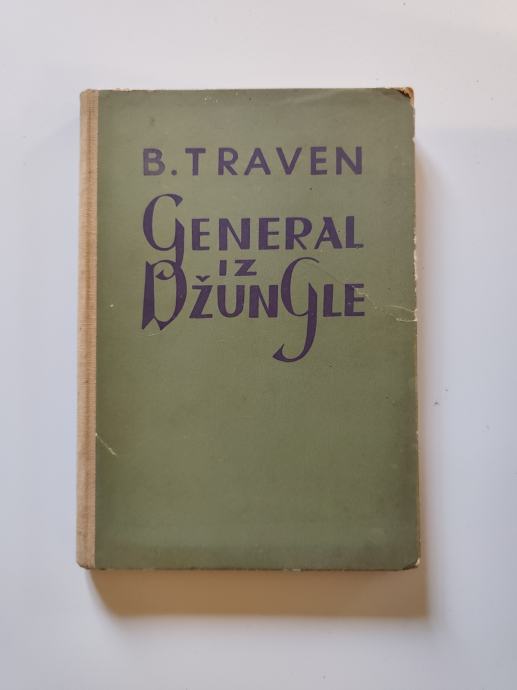 B. TRAVEN
GENERAL
IZ
DŽUNGLE